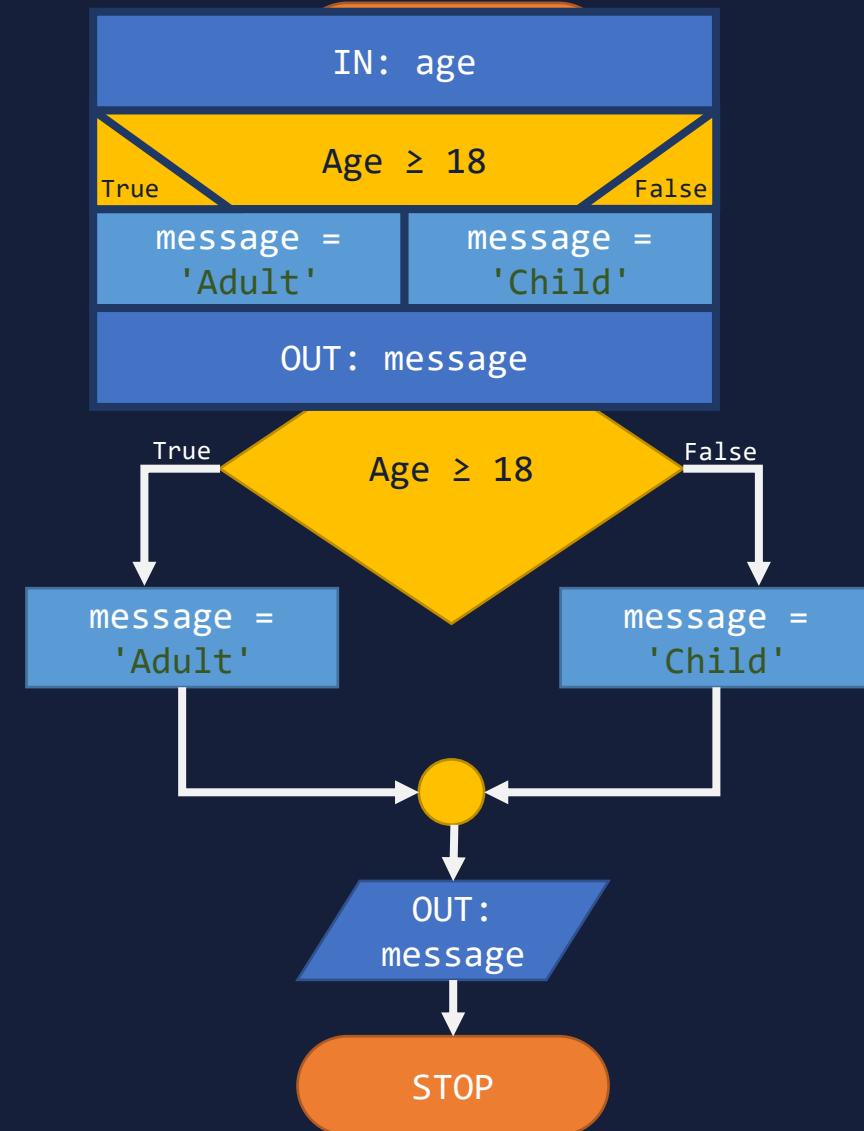 IN: age
Age ≥ 18
True
False
message =
'Adult'
message =
'Child'
OUT: message
True
Age ≥ 18
False
message =
'Adult'
message =
'Child'
OUT:
message
STOP